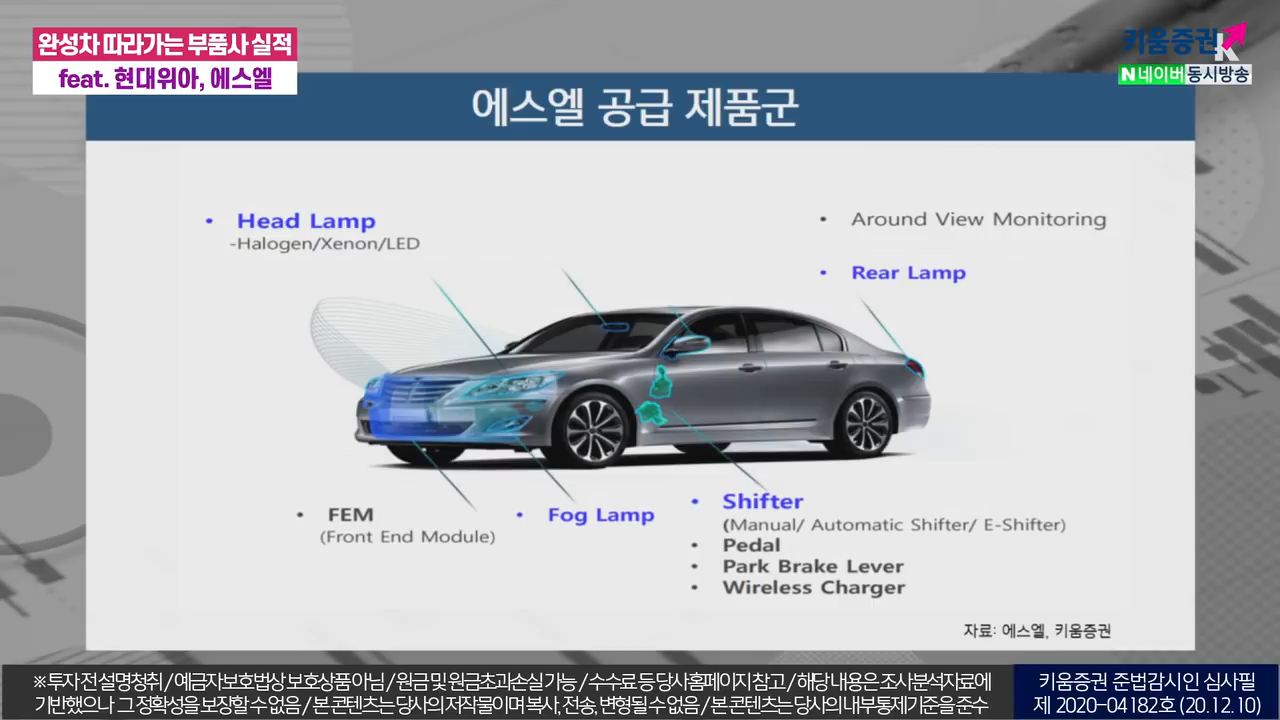 완성차 따라가는 부품사 실적
feat. 현대위아, 에스엘
키움증권
N 네이버 동시방송
에스엘 공급 제품군
• Head Lamp
-Halogen/Xenon/LED
• Around View Monitoring
• Rear Lamp
• FEM
(Front End Module)
• Fog Lamp
• Shifter
(Manual/ Automatic Shifter/ E-Shifter)
• Pedal
• Park Brake Lever
• Wireless Charger
자료: 에스엘, 키움증권
※ 투자 전 설명청취 / 예금자보호법상 보호상품 아님 / 원금 및 원금초과손실 가능 / 수수료 등 당사홈페이지 참고 / 해당 내용은 조사분석자료에
기반했으나 그 정확성을 보장할 수 없음 / 본 콘텐츠는 당사의 저작물이며 복사, 전송, 변형될 수 없음 / 본 콘텐츠는 당사의 내부통제기준을 준수
키움증권 준법감시인 심사필
제 2020-04182호 (20.12.10)